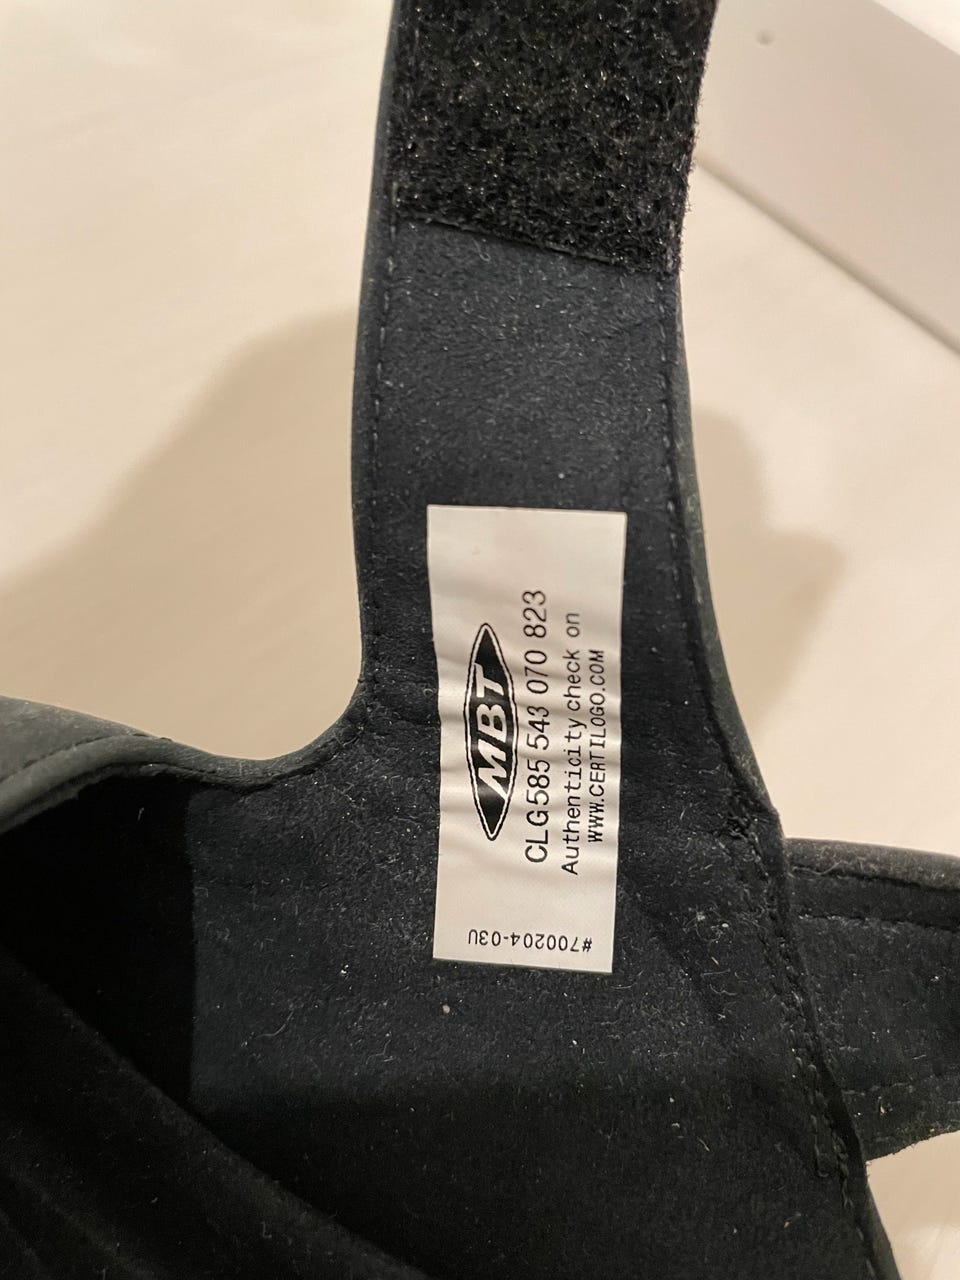 MBT
CLG585 543 070 823
Authenticity check on
WWW.CERTILOGO.COM
#700204-03U